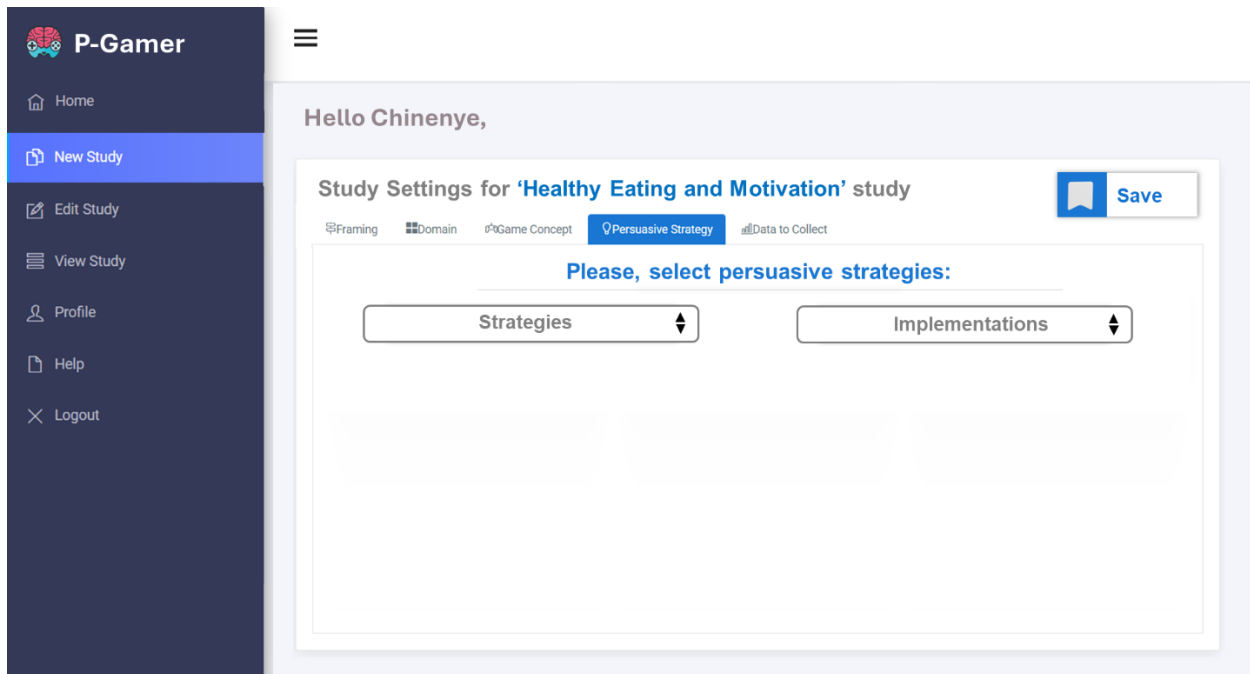 P-Gamer
Home
New Study
Edit Study
View Study
Profile
Help
Logout
Hello Chinenye,
Study Settings for ‘Healthy Eating and Motivation’ study
Save
Framing Domain Game Concept Persuasive Strategy Data to Collect
Please, select persuasive strategies:
Strategies Implementations